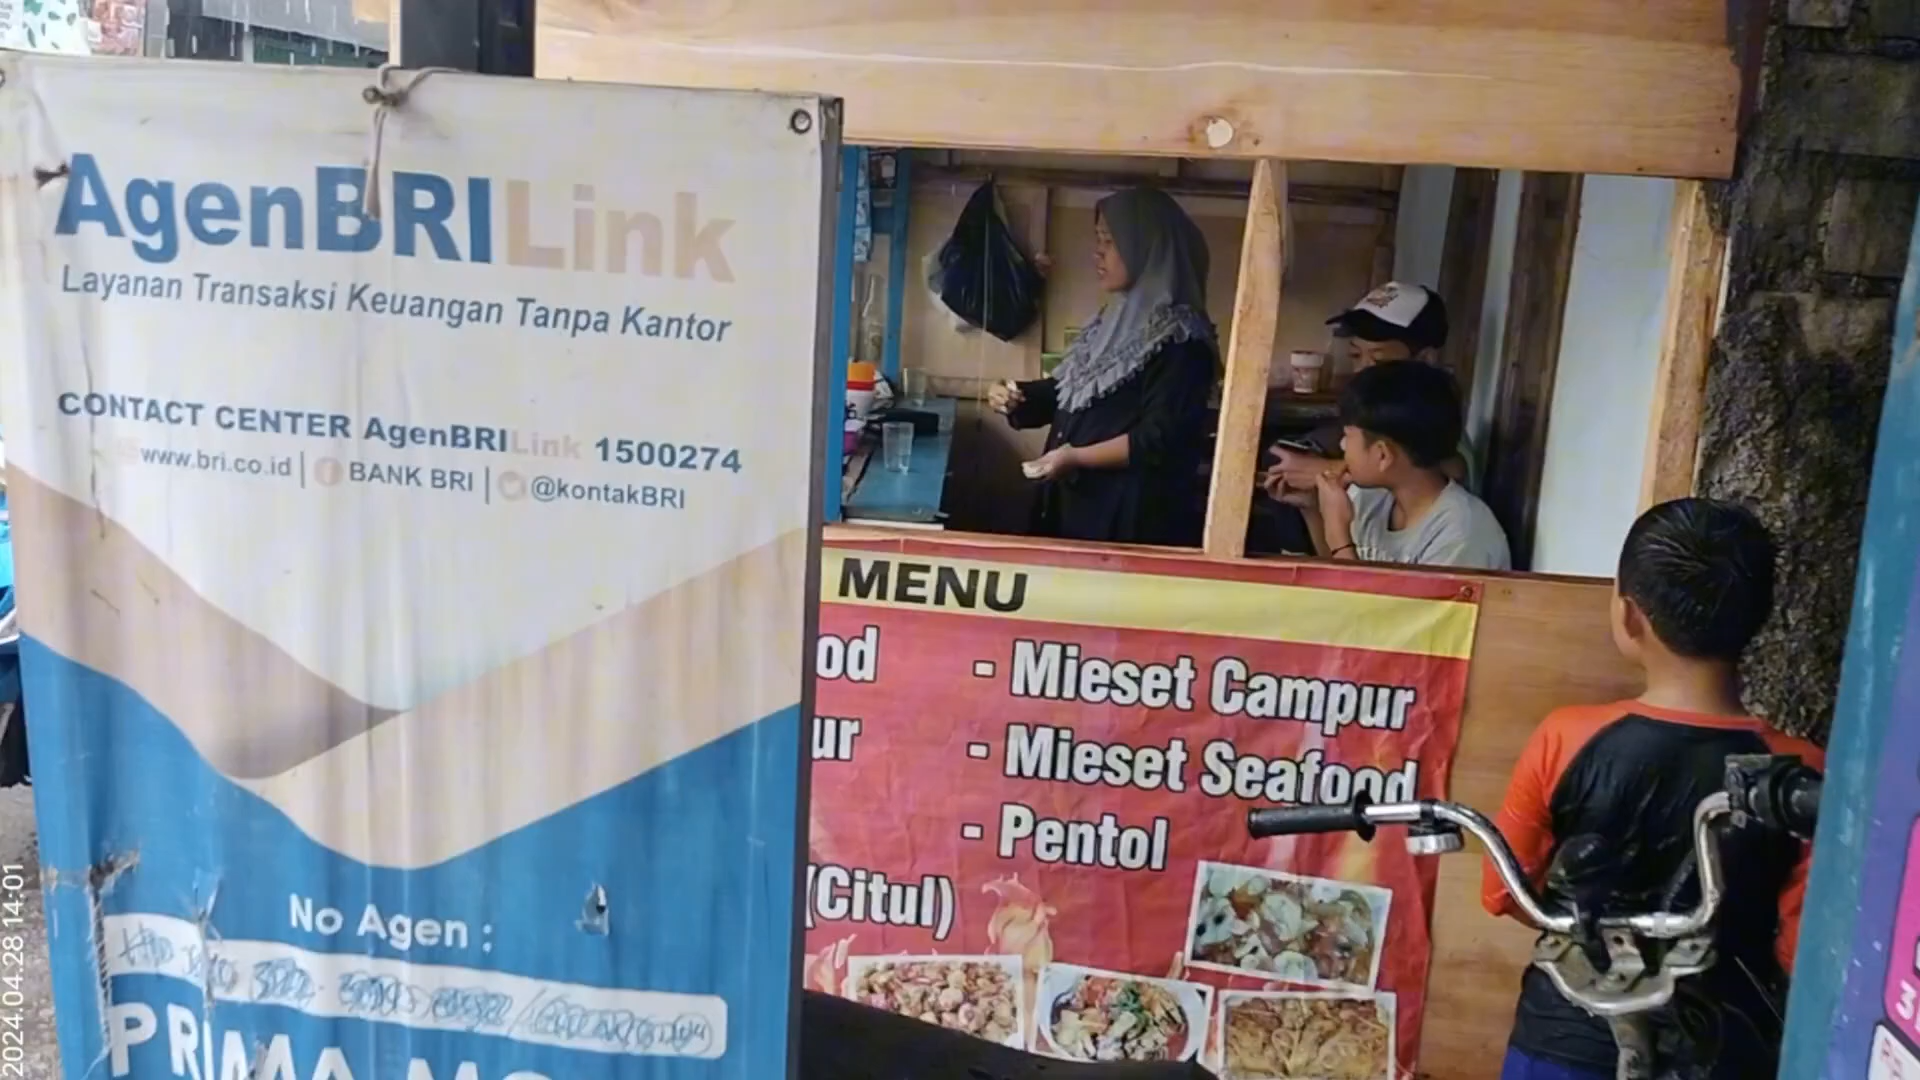 AgenBRILink
Layanan Transaksi Keuangan Tanpa Kantor
CONTACT CENTER AgenBRILink 1500274
www.bri.co.id | BANK BRI | @kontakBRI
No Agen :
PRIMA
MENU
od
- Mieset Campur
ur
- Mieset Seafood
- Pentol
(Citul)
2024.04.28 14:01